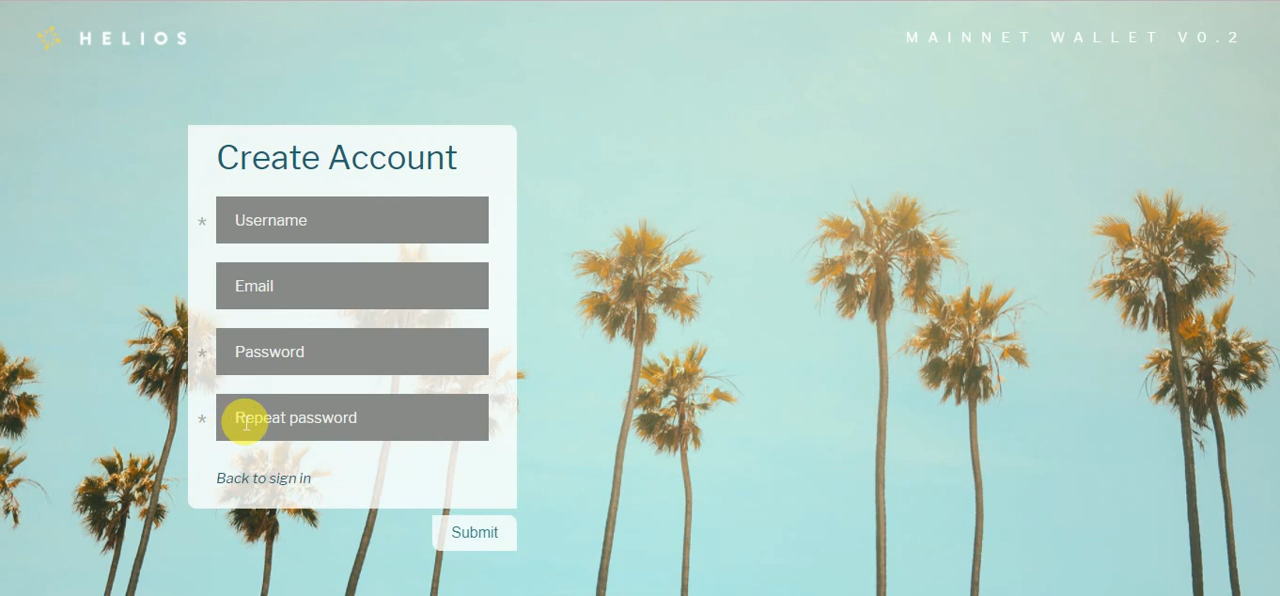 HELIOS
MAINNET WALLET V0.2
Create Account
* Username
Email
* Password
* Repeat password
Back to sign in
Submit